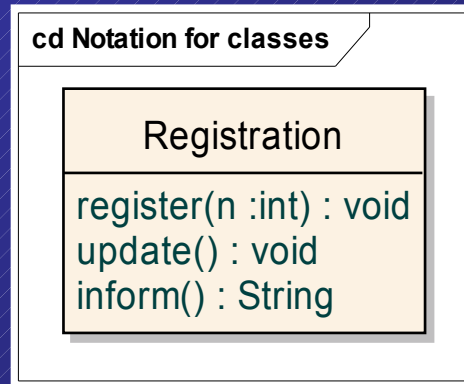 cd Notation for classes
Registration
register(n :int) : void
update() : void
inform() : String